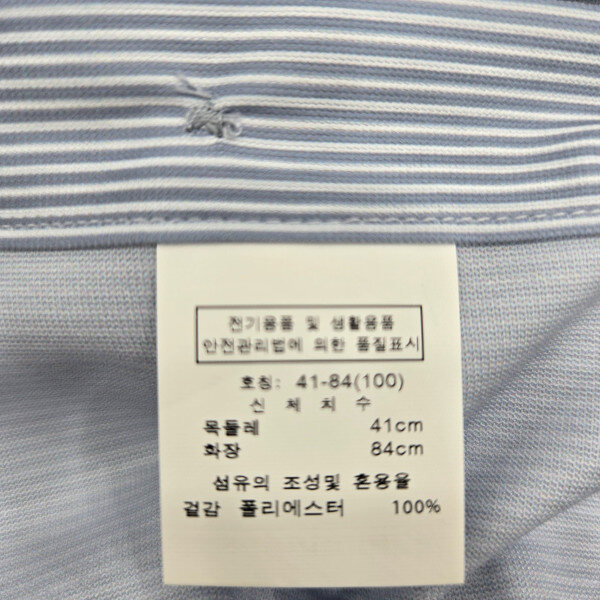 전기용품 및 생활용품
안전관리법에 의한 품질표시
호칭: 41-84(100)
신 체 치 수
목둘레 41cm
화장 84cm
섬유의 조성및 혼용율
겉감 폴리에스터 100%